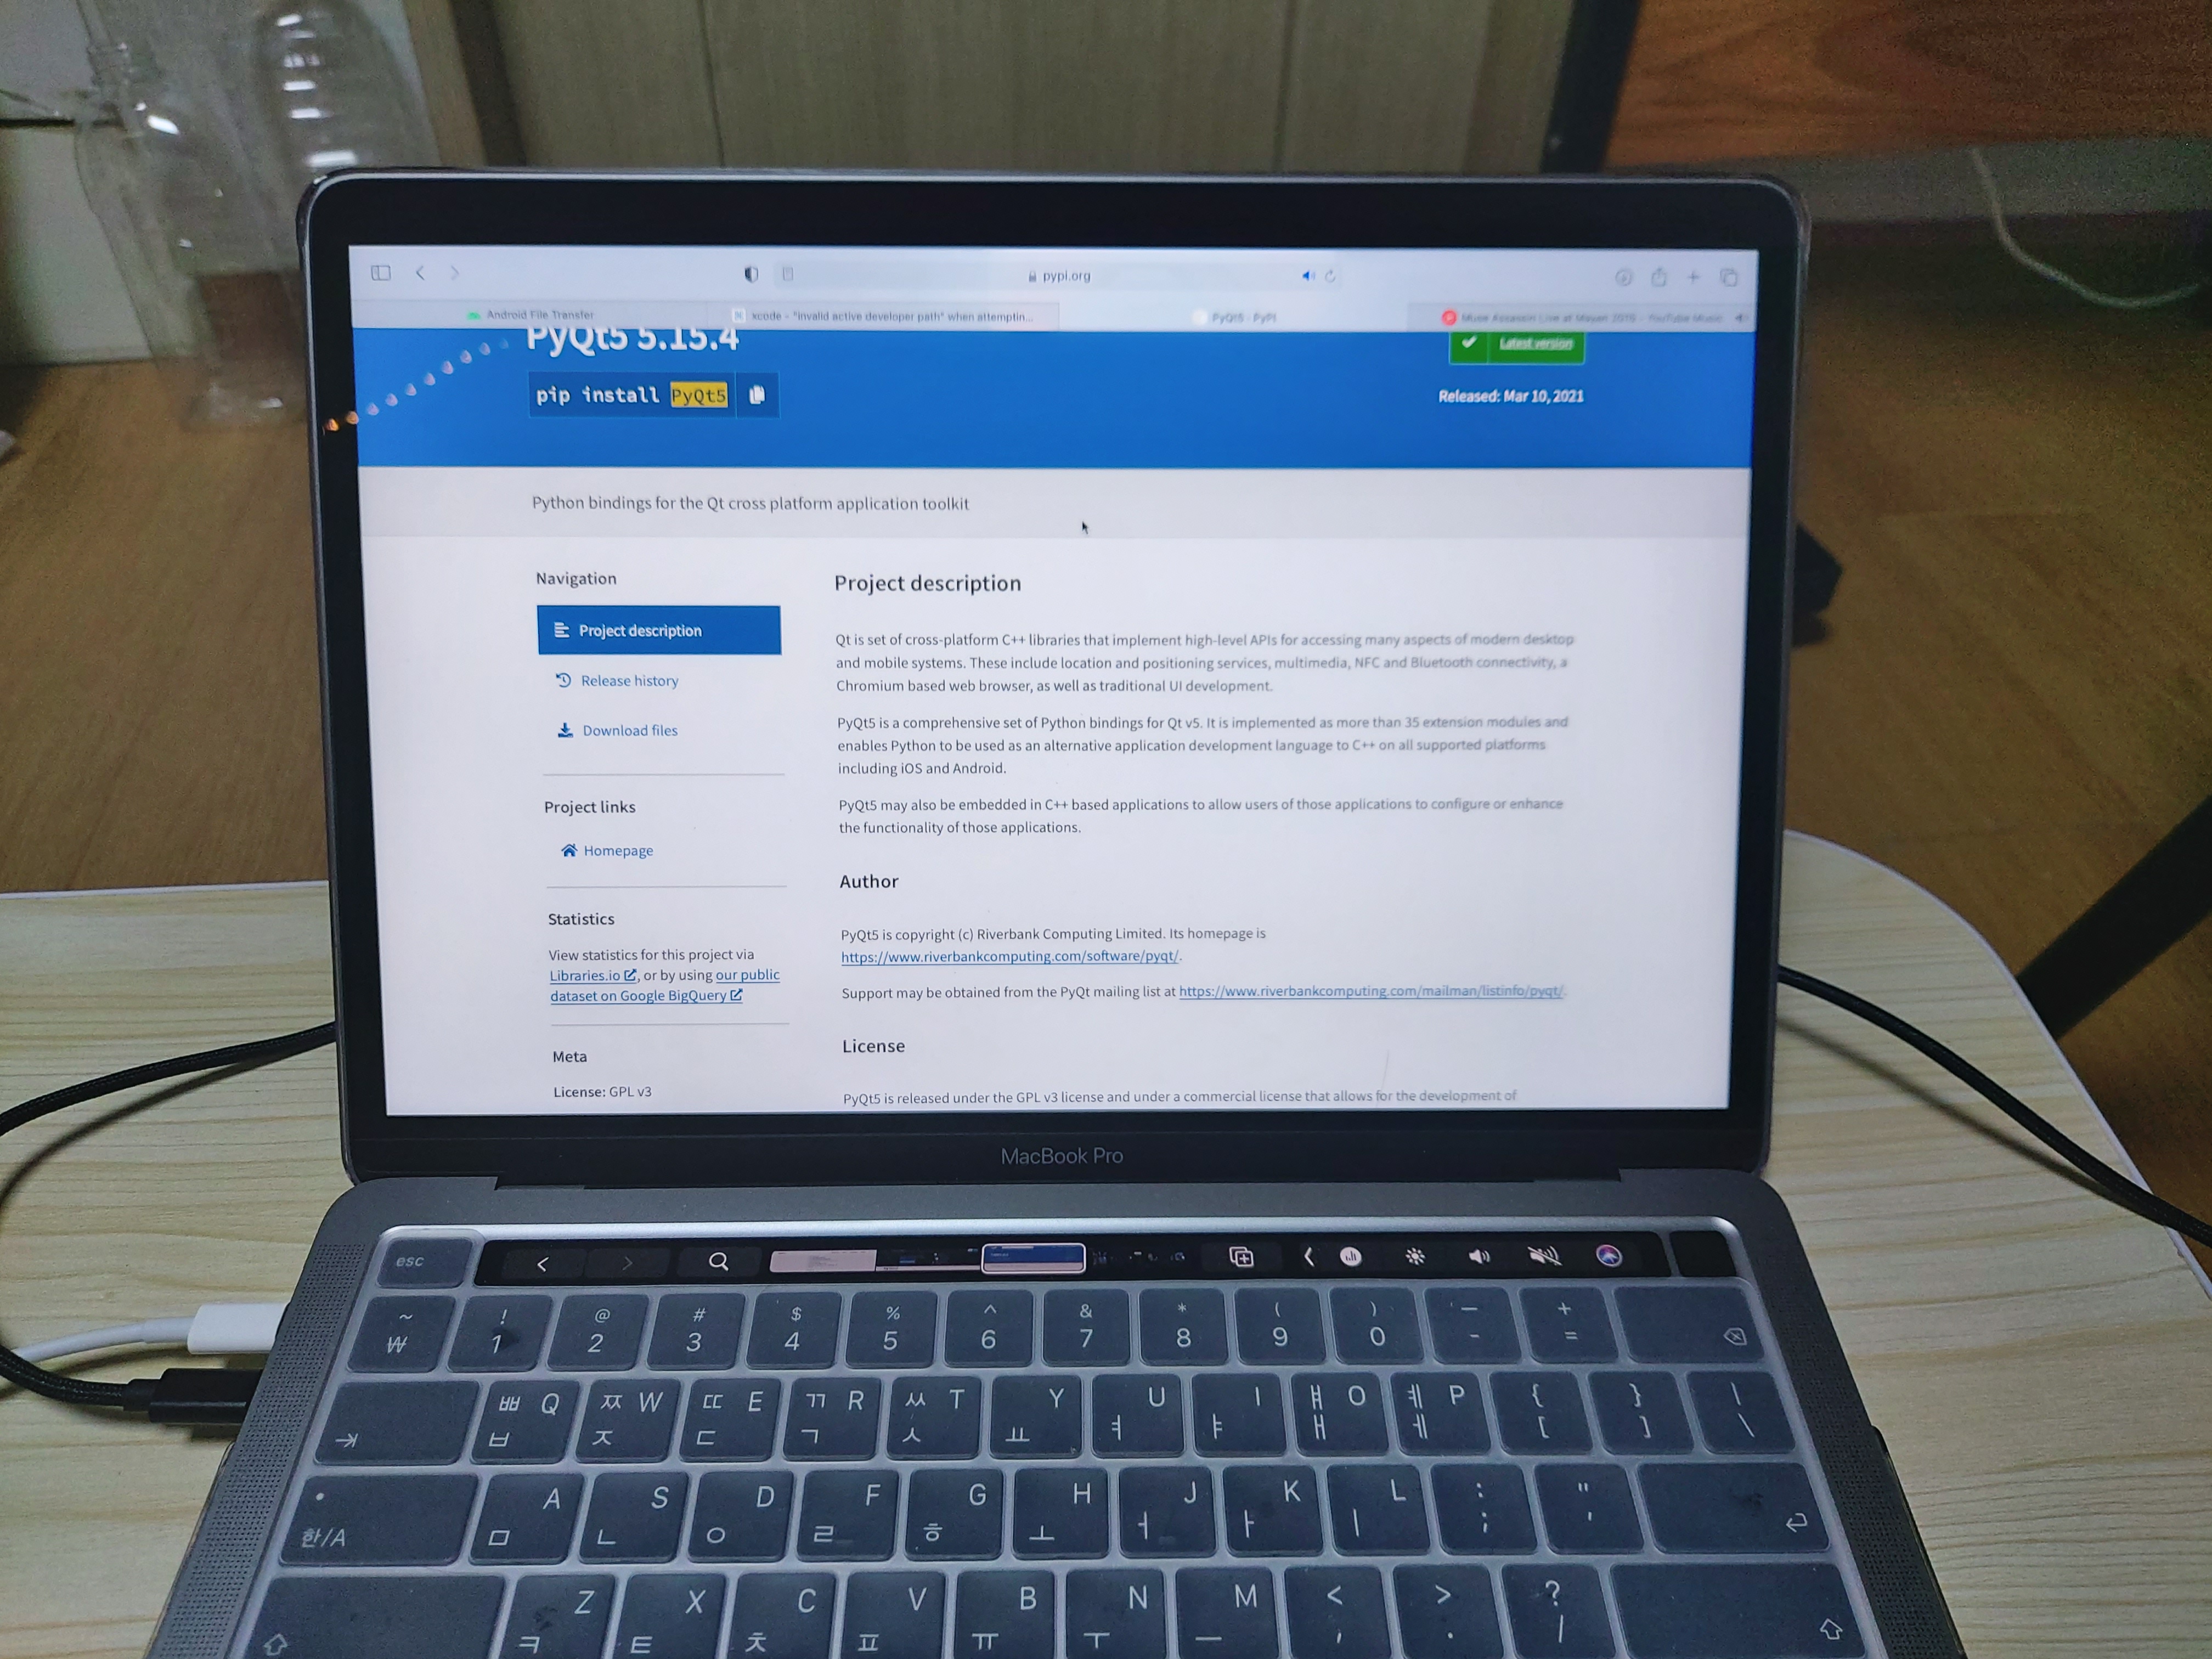 pypi.org
Android File Transfer
xcode - "invalid active developer path" when attemptin...
PyQt5 - PyPI
Muse Assassin Live at Mayan 2015 - YouTube Music
PyQt5 5.15.4
Latest version
pip install PyQt5
Released: Mar 10, 2021
Python bindings for the Qt cross platform application toolkit
Navigation
Project description
Release history
Download files
Project links
Homepage
Statistics
View statistics for this project via
Libraries.io, or by using our public
dataset on Google BigQuery
Meta
License: GPL v3
Project description
Qt is set of cross-platform C++ libraries that implement high-level APIs for accessing many aspects of modern desktop
and mobile systems. These include location and positioning services, multimedia, NFC and Bluetooth connectivity, a
Chromium based web browser, as well as traditional UI development.
PyQt5 is a comprehensive set of Python bindings for Qt v5. It is implemented as more than 35 extension modules and
enables Python to be used as an alternative application development language to C++ on all supported platforms
including iOS and Android.
PyQt5 may also be embedded in C++ based applications to allow users of those applications to configure or enhance
the functionality of those applications.
Author
PyQt5 is copyright (c) Riverbank Computing Limited. Its homepage is
https://www.riverbankcomputing.com/software/pyqt/.
Support may be obtained from the PyQt mailing list at https://www.riverbankcomputing.com/mailman/listinfo/pyqt/.
License
PyQt5 is released under the GPL v3 license and under a commercial license that allows for the development of
MacBook Pro
esc
~ ! @ # $ % ^ & * ( ) — +
₩ 1 2 3 4 5 6 7 8 9 0 - =
ㅃ Q ㅉ W ㄸ E ㄲ R ㅆ T Y U I ㅒ O ㅖ P { } |
ㅂ ㅈ ㄷ ㄱ ㅅ ㅛ ㅕ ㅑ ㅐ ㅔ [ ] \
A S D F G H J K L : "
한/A ㅁ ㄴ ㅇ ㄹ ㅎ ㅗ ㅓ ㅏ ㅣ ; '
Z X C V B N M < > ?
ㅋ ㅌ ㅊ ㅍ ㅠ ㅜ ㅡ , . /